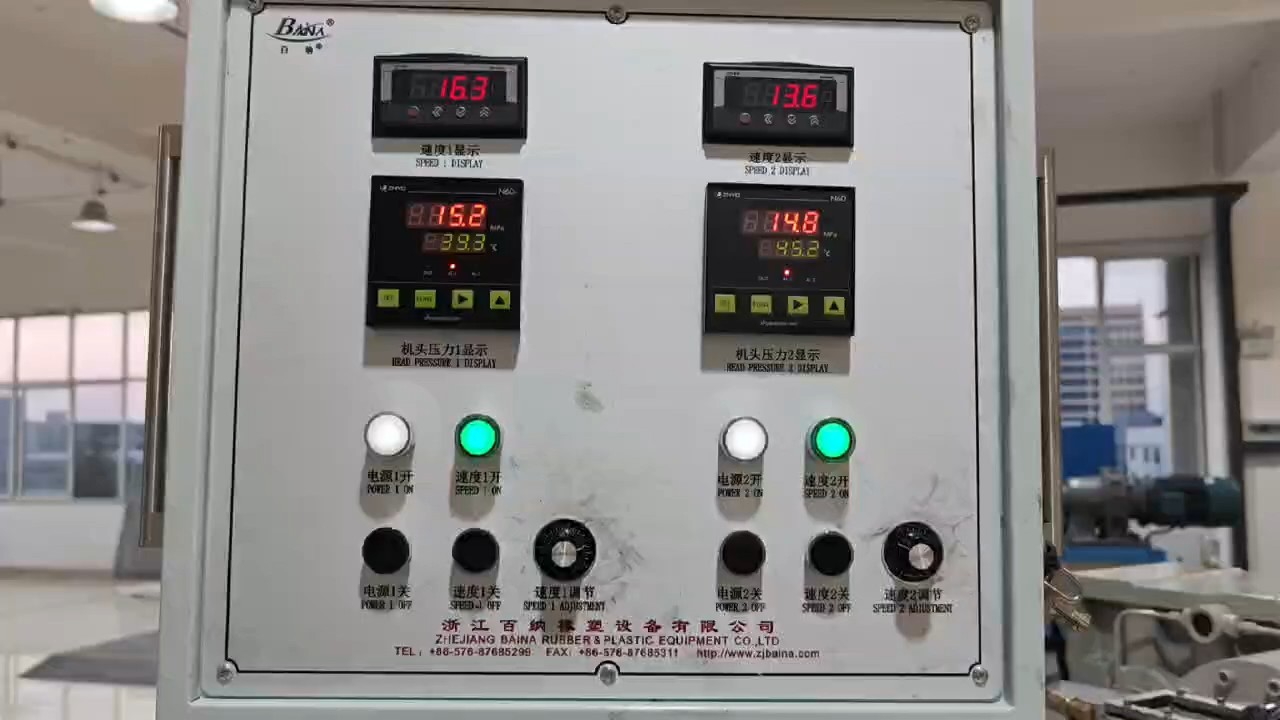 BAINA®
百纳®
16.3
13.6
速度1显示
SPEED 1 DISPLAY
速度2显示
SPEED 2 DISPLAY
N60
N60
15.2 MPa
14.8 MPa
39.3 ℃
45.2 ℃
机头压力1显示
HEAD PRESSURE 1 DISPLAY
机头压力2显示
HEAD PRESSURE 2 DISPLAY
电源1开
POWER 1 ON
速度1开
SPEED 1 ON
电源2开
POWER 2 ON
速度2开
SPEED 2 ON
电源1关
POWER 1 OFF
速度1关
SPEED 1 OFF
速度1调节
SPEED 1 ADJUSTMENT
电源2关
POWER 2 OFF
速度2关
SPEED 2 OFF
速度2调节
SPEED 2 ADJUSTMENT
浙江百纳橡塑设备有限公司
ZHEJIANG BAINA RUBBER & PLASTIC EQUIPMENT CO.,LTD
TEL: +86-576-87685299 FAX: +86-576-87685311 http://www.zjbaina.com